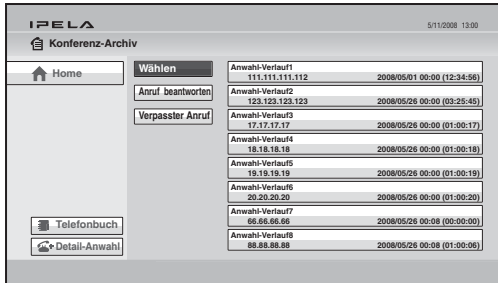 IPELA
5/11/2008 13:00
Konferenz-Archiv
Home
Wählen
Anruf beantworten
Verpasster Anruf
Anwahl-Verlauf1
111.111.111.112 2008/05/01 00:00 (12:34:56)
Anwahl-Verlauf2
123.123.123.123 2008/05/26 00:00 (03:25:45)
Anwahl-Verlauf3
17.17.17.17 2008/05/26 00:00 (01:00:17)
Anwahl-Verlauf4
18.18.18.18 2008/05/26 00:00 (01:00:18)
Anwahl-Verlauf5
19.19.19.19 2008/05/26 00:00 (01:00:19)
Anwahl-Verlauf6
20.20.20.20 2008/05/26 00:00 (01:00:20)
Anwahl-Verlauf7
66.66.66.66 2008/05/26 00:08 (00:00:00)
Anwahl-Verlauf8
88.88.88.88 2008/05/26 00:08 (01:00:06)
Telefonbuch
Detail-Anwahl